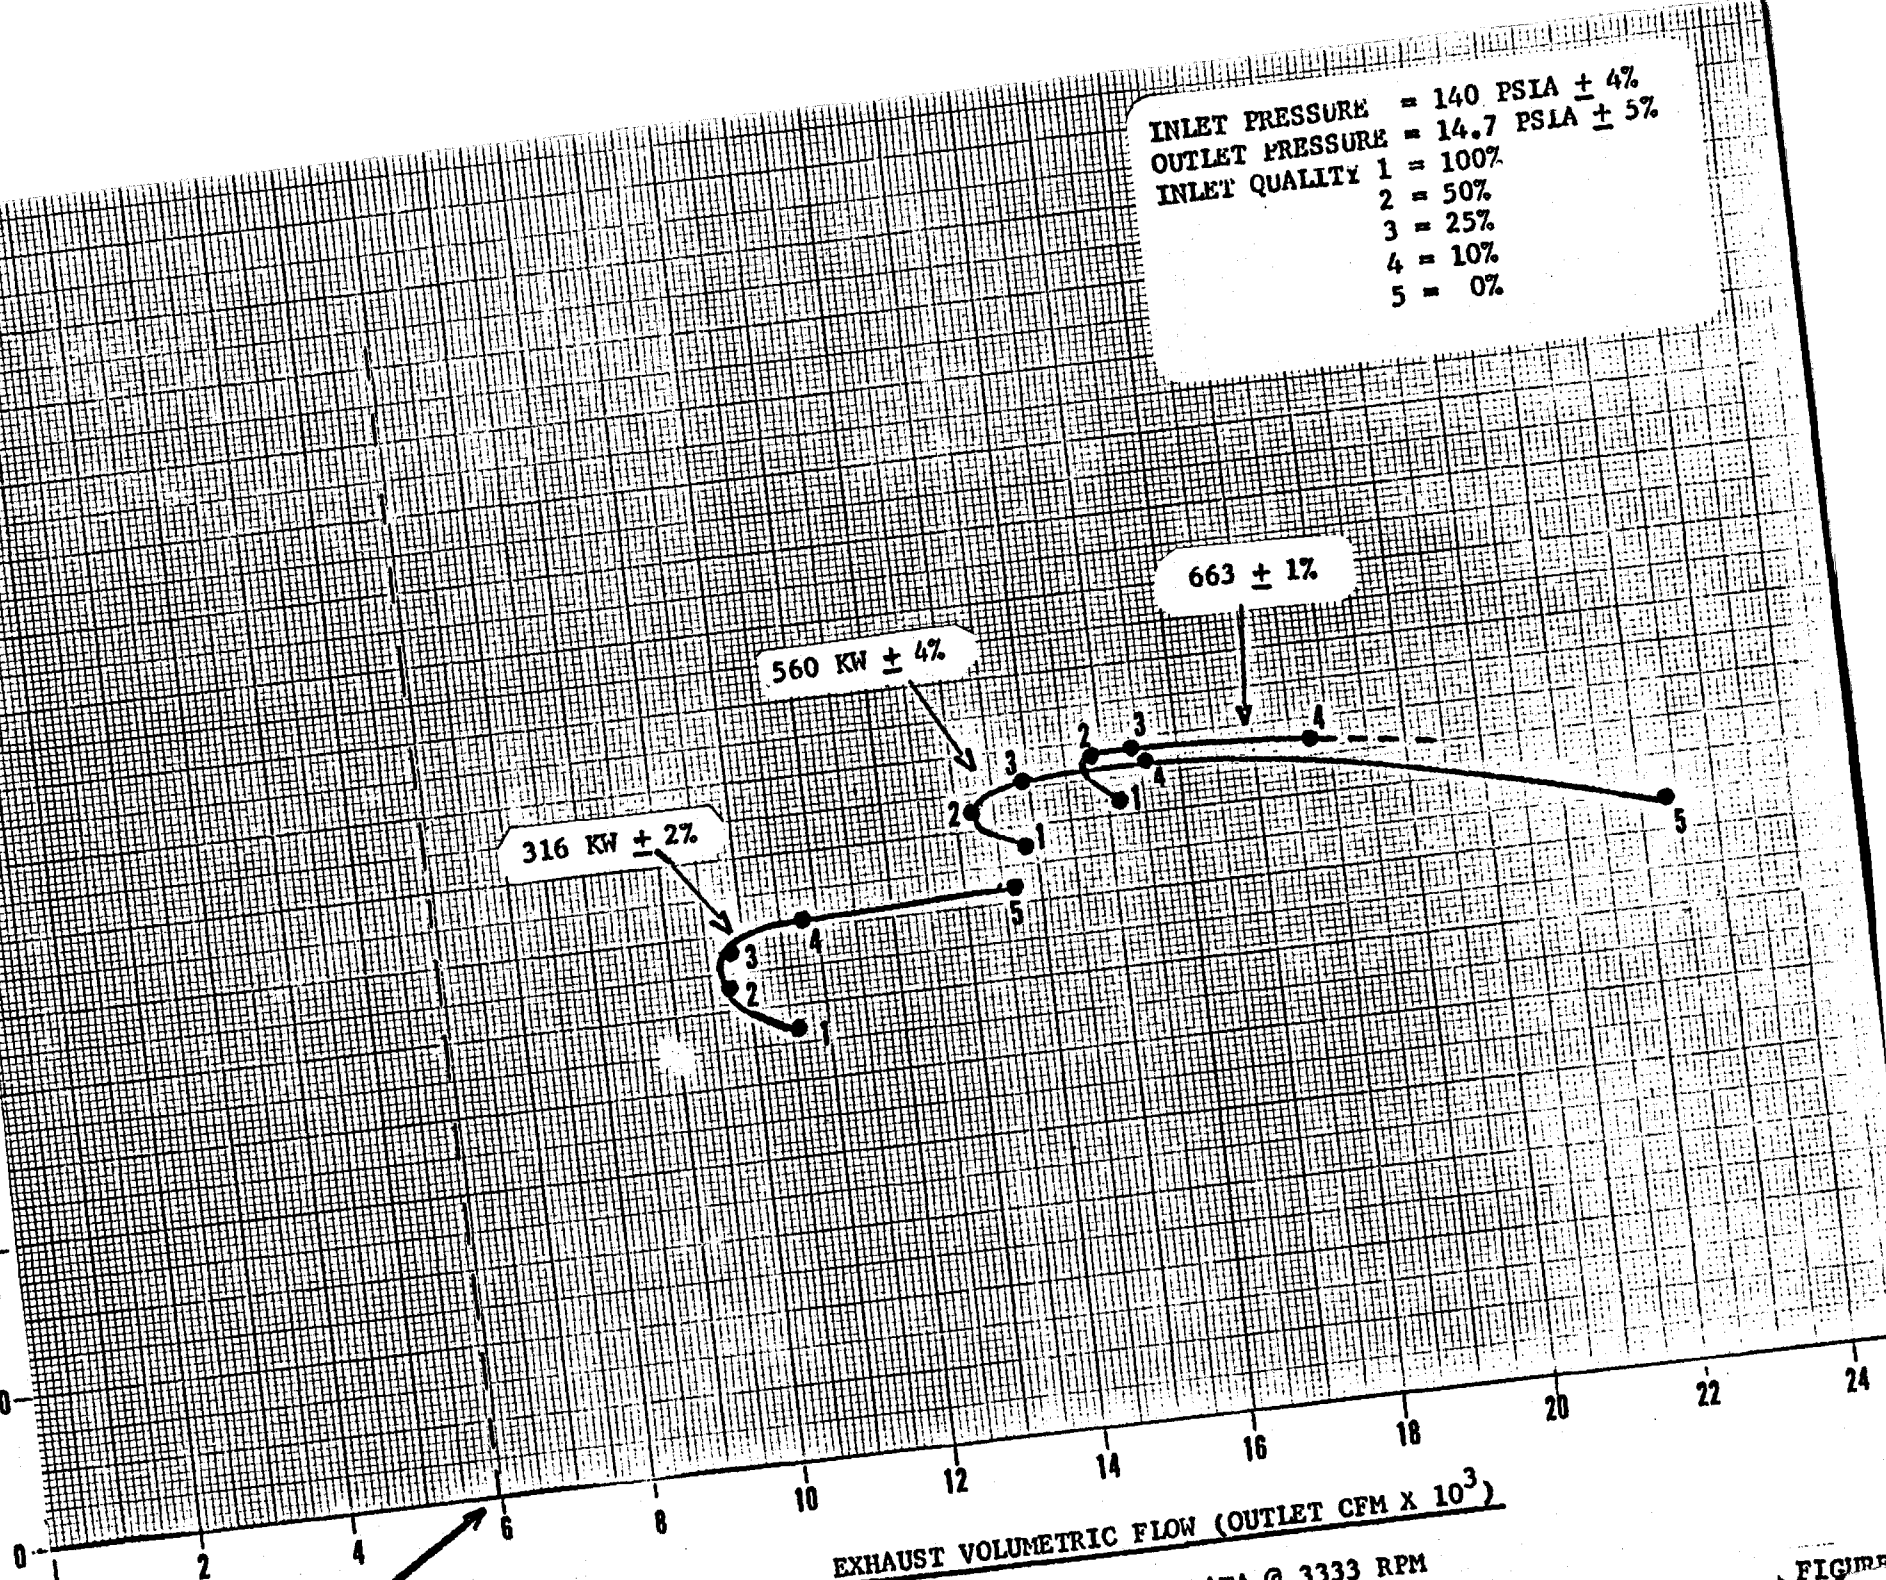 INLET PRESSURE = 140 PSIA ± 4%
OUTLET PRESSURE = 14.7 PSIA ± 5%
INLET QUALITY 1 = 100%
2 = 50%
3 = 25%
4 = 10%
5 = 0%
663 ± 1%
560 KW ± 4%
316 KW ± 2%
2 3 4
3 4
2 1 1 5
3 4 5
2 1
0
0 2 4 6 8 10 12 14 16 18 20 22 24
EXHAUST VOLUMETRIC FLOW (OUTLET CFM X 10³)
@ 3333 RPM
FIGURE